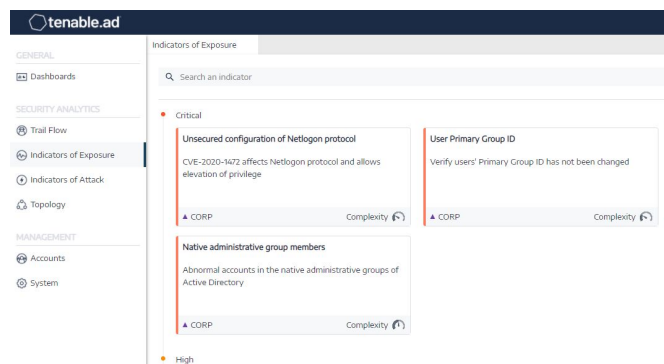 tenable.ad
GENERAL
Dashboards
SECURITY ANALYTICS
Trail Flow
Indicators of Exposure
Indicators of Attack
Topology
MANAGEMENT
Accounts
System
Indicators of Exposure
Search an indicator
Critical
Unsecured configuration of Netlogon protocol
CVE-2020-1472 affects Netlogon protocol and allows
elevation of privilege
CORP Complexity
User Primary Group ID
Verify users' Primary Group ID has not been changed
CORP Complexity
Native administrative group members
Abnormal accounts in the native administrative groups of
Active Directory
CORP Complexity
High